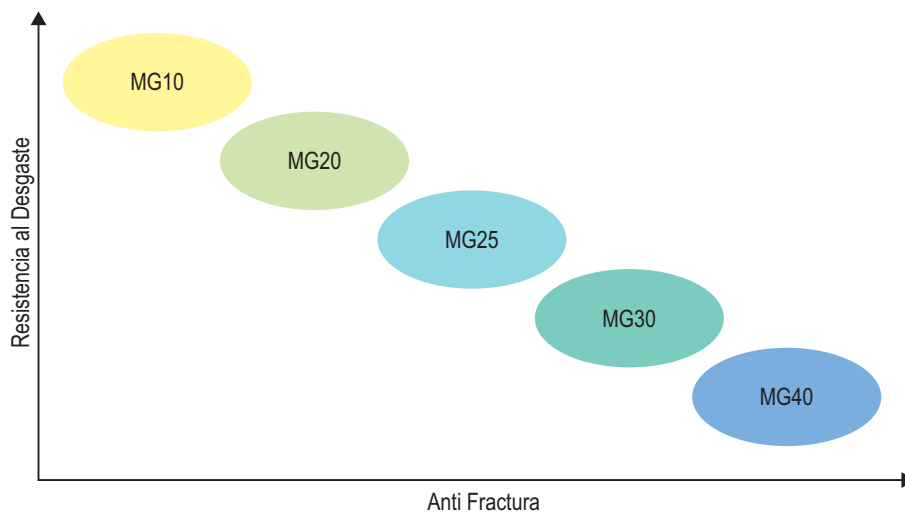 MG10
MG20
MG25
MG30
MG40
Resistencia al Desgaste
Anti Fractura